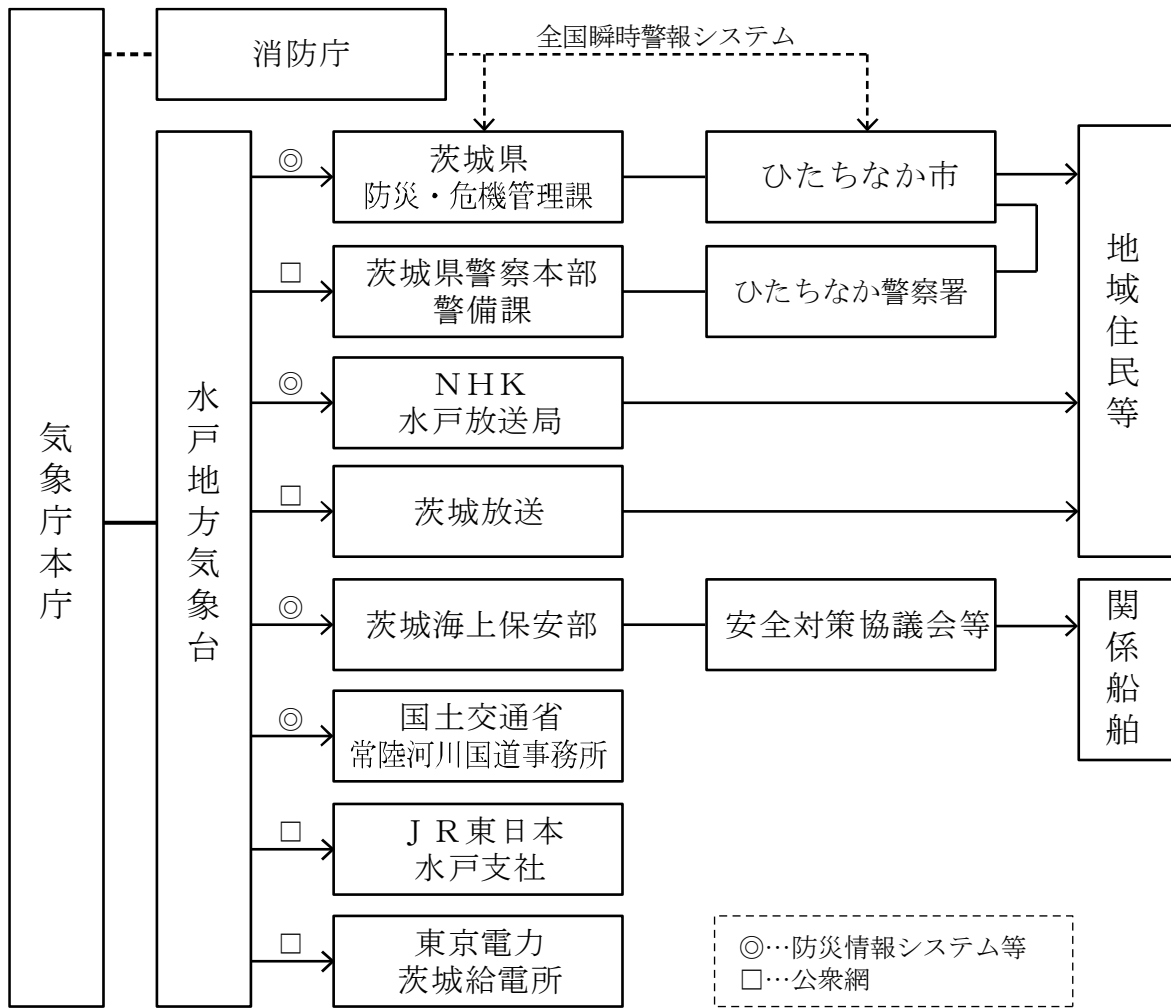 消防庁
全国瞬時警報システム
気象庁本庁
水戸地方気象台
◎
茨城県
防災・危機管理課
ひたちなか市
地域住民等
□
茨城県警察本部
警備課
ひたちなか警察署
◎
ＮＨＫ
水戸放送局
□
茨城放送
◎
茨城海上保安部
安全対策協議会等
関係船舶
◎
国土交通省
常陸河川国道事務所
□
ＪＲ東日本
水戸支社
□
東京電力
茨城給電所
◎…防災情報システム等
□…公衆網